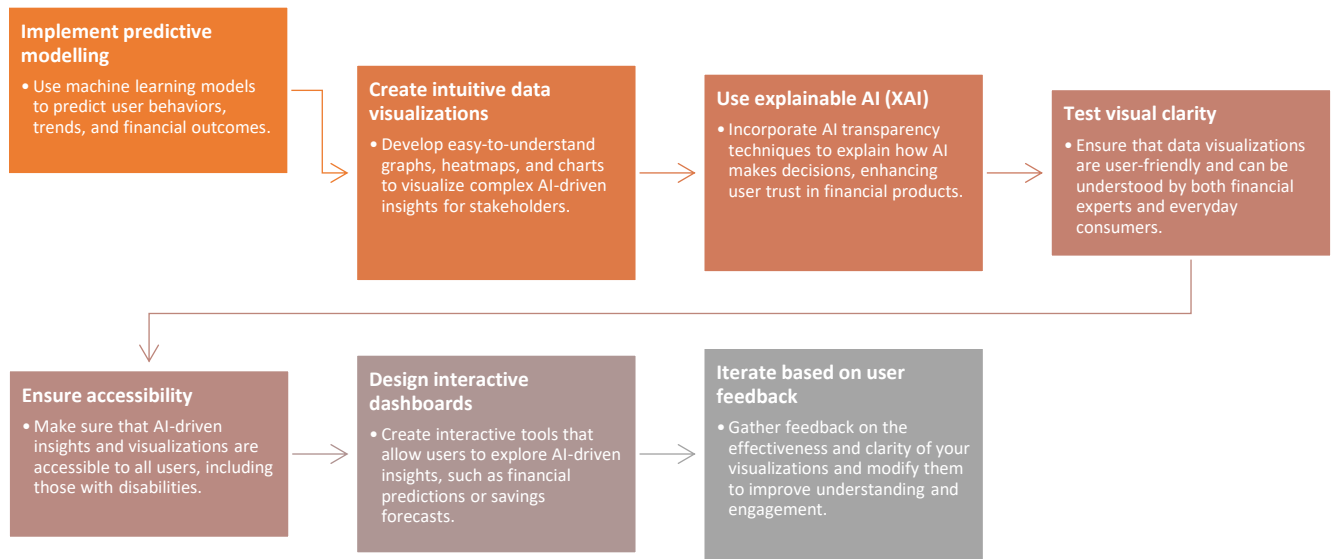 Implement predictive
modelling
• Use machine learning models
to predict user behaviors,
trends, and financial outcomes.
Create intuitive data
visualizations
• Develop easy-to-understand
graphs, heatmaps, and charts
to visualize complex AI-driven
insights for stakeholders.
Use explainable AI (XAI)
• Incorporate AI transparency
techniques to explain how AI
makes decisions, enhancing
user trust in financial products.
Test visual clarity
• Ensure that data visualizations
are user-friendly and can be
understood by both financial
experts and everyday
consumers.
Ensure accessibility
• Make sure that AI-driven
insights and visualizations are
accessible to all users, including
those with disabilities.
Design interactive
dashboards
• Create interactive tools that
allow users to explore AI-driven
insights, such as financial
predictions or savings
forecasts.
Iterate based on user
feedback
• Gather feedback on the
effectiveness and clarity of your
visualizations and modify them
to improve understanding and
engagement.